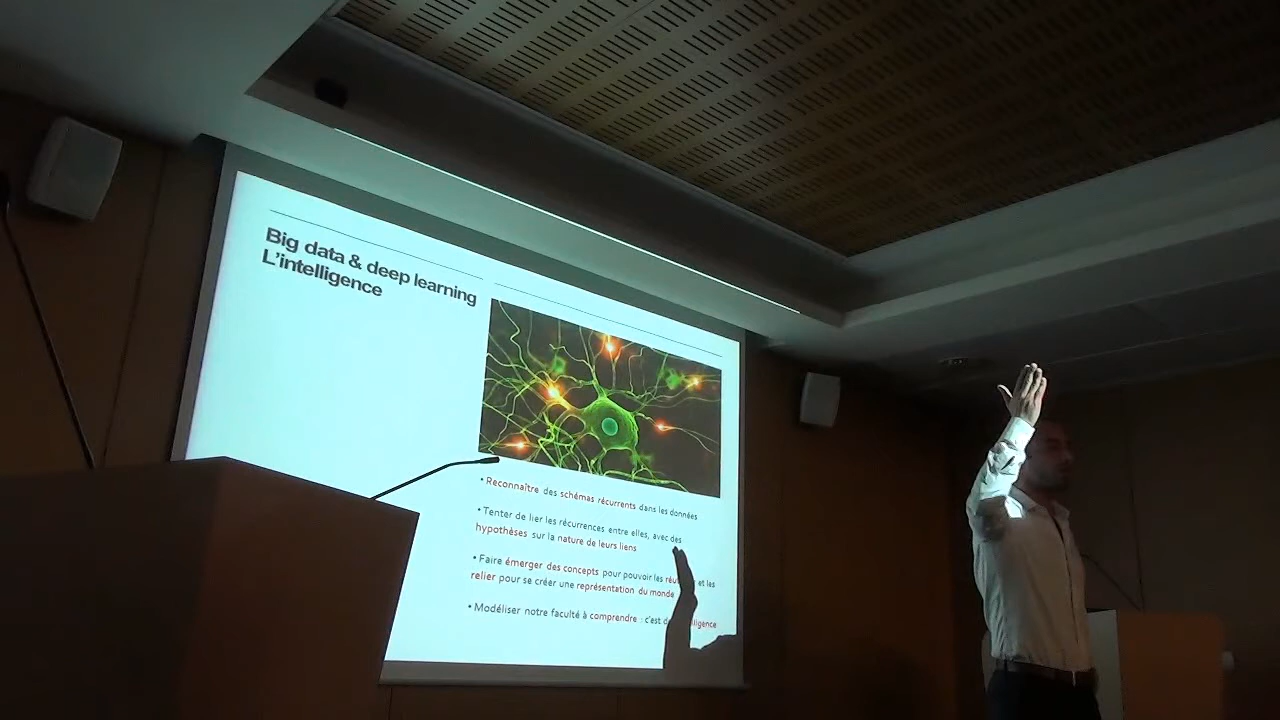 Big data & deep learning
L'intelligence
• Reconnaître des schémas récurrents dans les données
• Tenter de lier les récurrences entre elles, avec des
hypothèses sur la nature de leurs liens
• Faire émerger des concepts pour pouvoir les et les
relier pour se créer une représentation du monde
• Modéliser notre faculté à comprendre : c'est